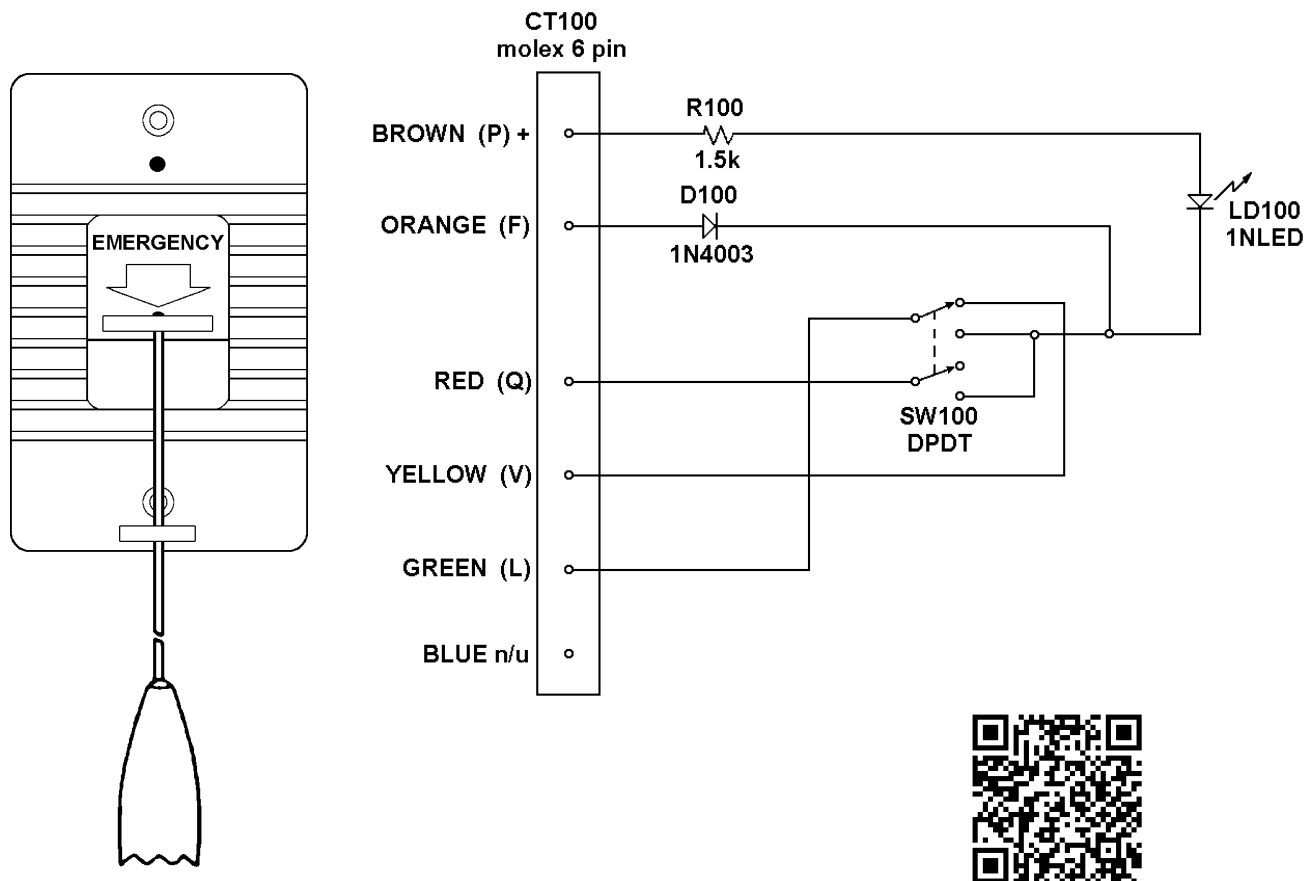 CT100
molex 6 pin
BROWN (P) +
R100
1.5k
D100
ORANGE (F)
1N4003
LD100
1NLED
EMERGENCY
RED (Q)
SW100
DPDT
YELLOW (V)
GREEN (L)
BLUE n/u